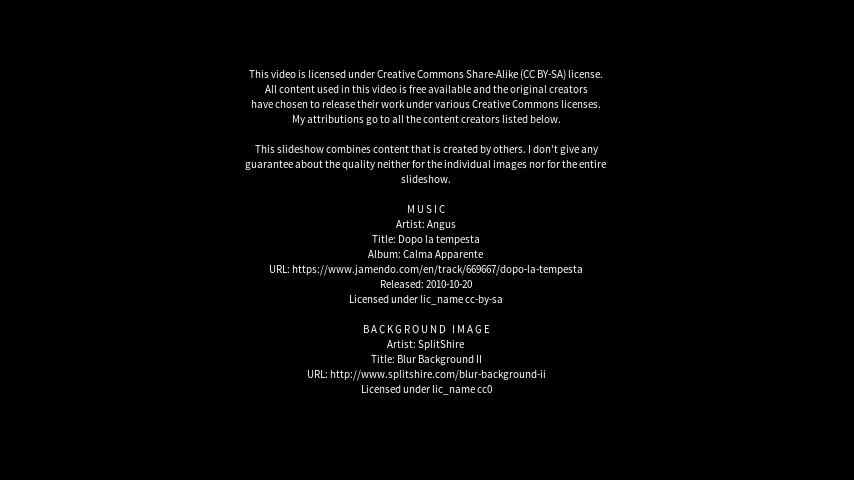 This video is licensed under Creative Commons Share-Alike (CC BY-SA) license.
All content used in this video is free available and the original creators
have chosen to release their work under various Creative Commons licenses.
My attributions go to all the content creators listed below.
This slideshow combines content that is created by others. I don't give any
guarantee about the quality neither for the individual images nor for the entire
slideshow.
MUSIC
Artist: Angus
Title: Dopo la tempesta
Album: Calma Apparente
URL: https://www.jamendo.com/en/track/669667/dopo-la-tempesta
Released: 2010-10-20
Licensed under lic_name cc-by-sa
BACKGROUND IMAGE
Artist: SplitShire
Title: Blur Background II
URL: http://www.splitshire.com/blur-background-ii
Licensed under lic_name cc0